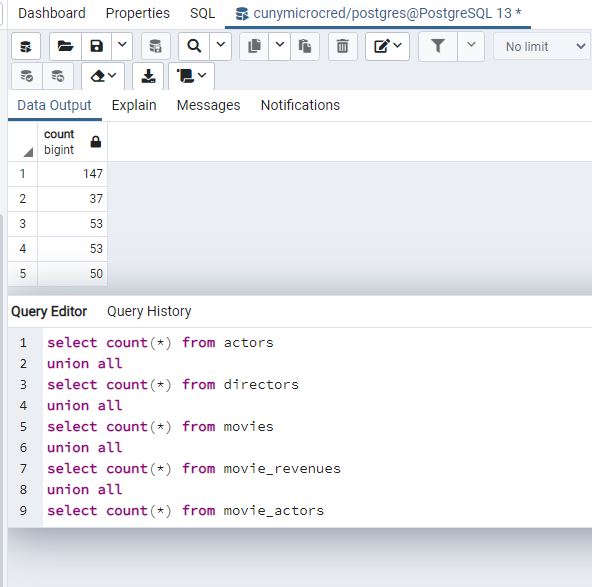 Dashboard Properties SQL cunymicrocred/postgres@PostgreSQL 13 *
No limit
Data Output Explain Messages Notifications
count
bigint
1 147
2 37
3 53
4 53
5 50
Query Editor Query History
1 select count(*) from actors
2 union all
3 select count(*) from directors
4 union all
5 select count(*) from movies
6 union all
7 select count(*) from movie_revenues
8 union all
9 select count(*) from movie_actors